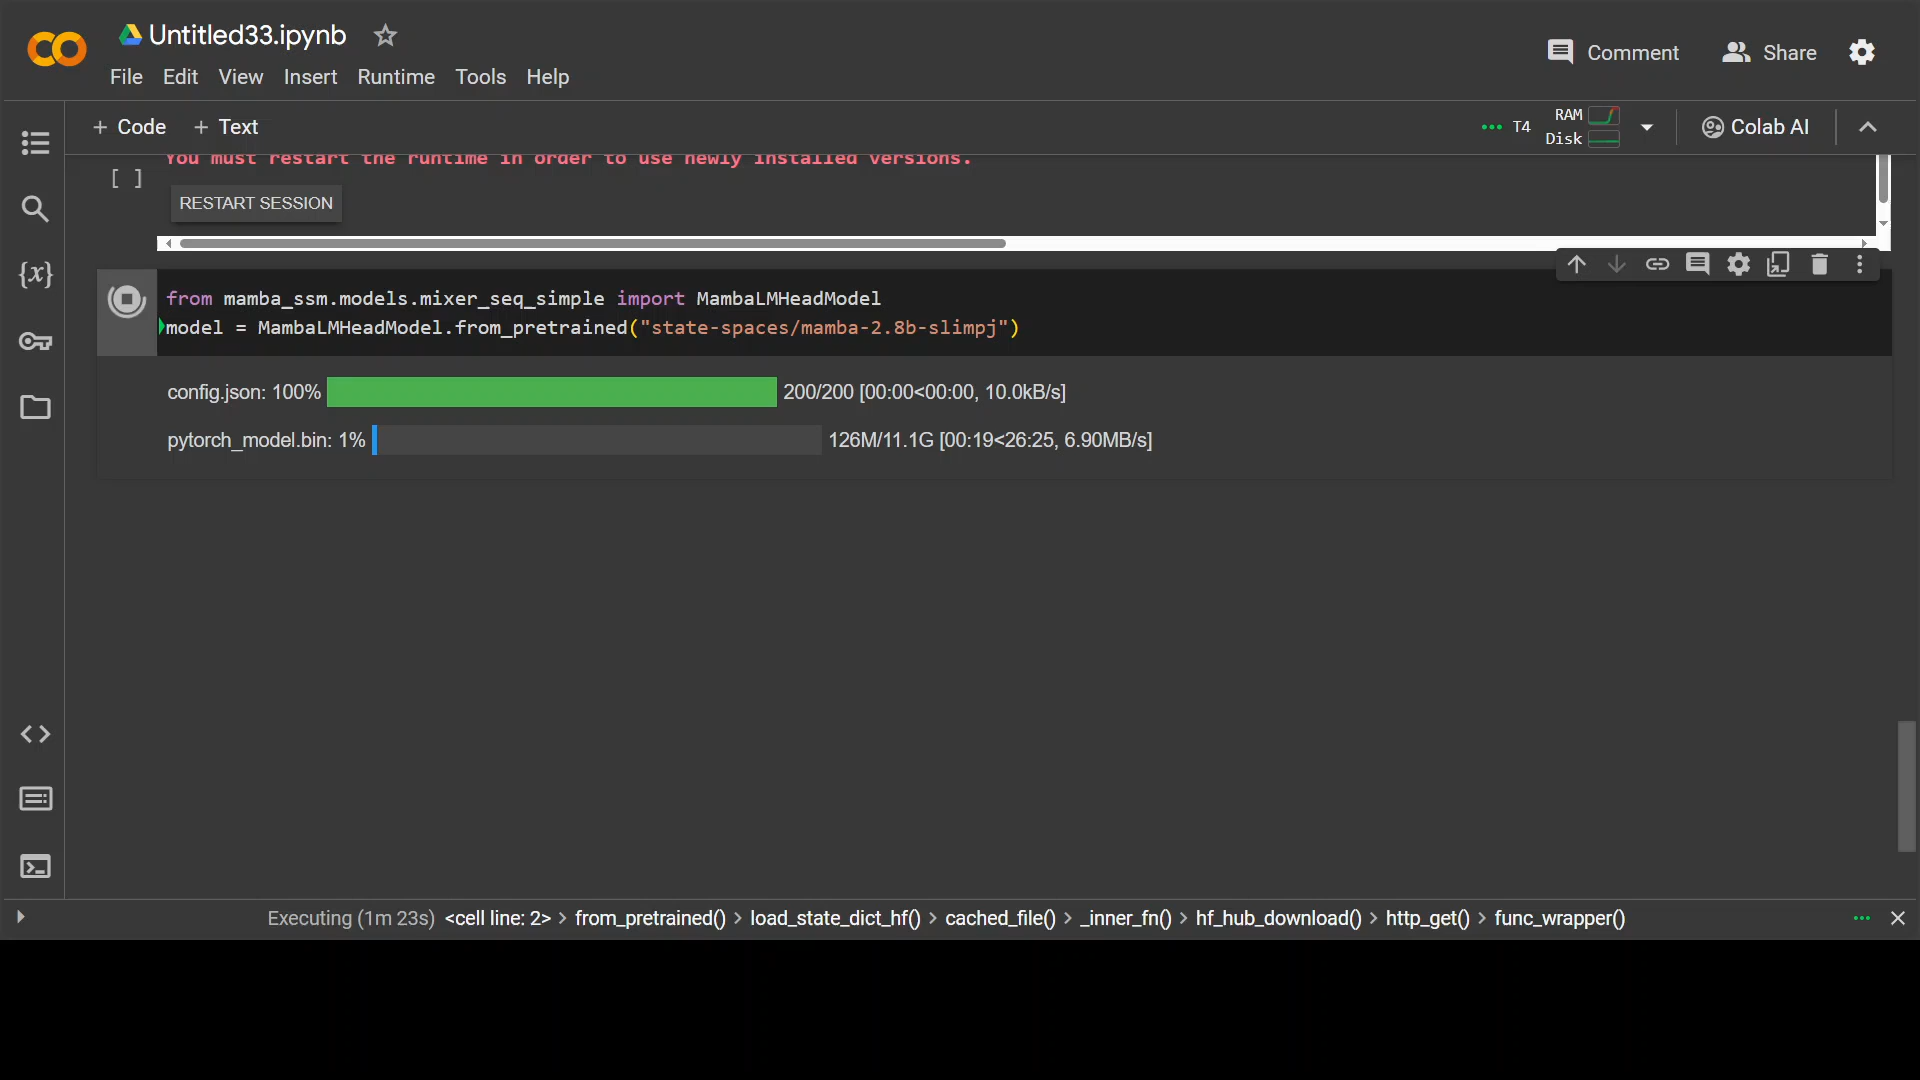 Untitled33.ipynb
File Edit View Insert Runtime Tools Help
Comment
Share
+ Code + Text
T4
RAM
Disk
Colab AI
You must restart the runtime in order to use newly installed versions.
[ ]
RESTART SESSION
{x}
from mamba_ssm.models.mixer_seq_simple import MambaLMHeadModel
model = MambaLMHeadModel.from_pretrained("state-spaces/mamba-2.8b-slimpj")
config.json: 100% 200/200 [00:00<00:00, 10.0kB/s]
pytorch_model.bin: 1% 126M/11.1G [00:19<26:25, 6.90MB/s]
Executing (1m 23s) <cell line: 2> > from_pretrained() > load_state_dict_hf() > cached_file() > _inner_fn() > hf_hub_download() > http_get() > func_wrapper()